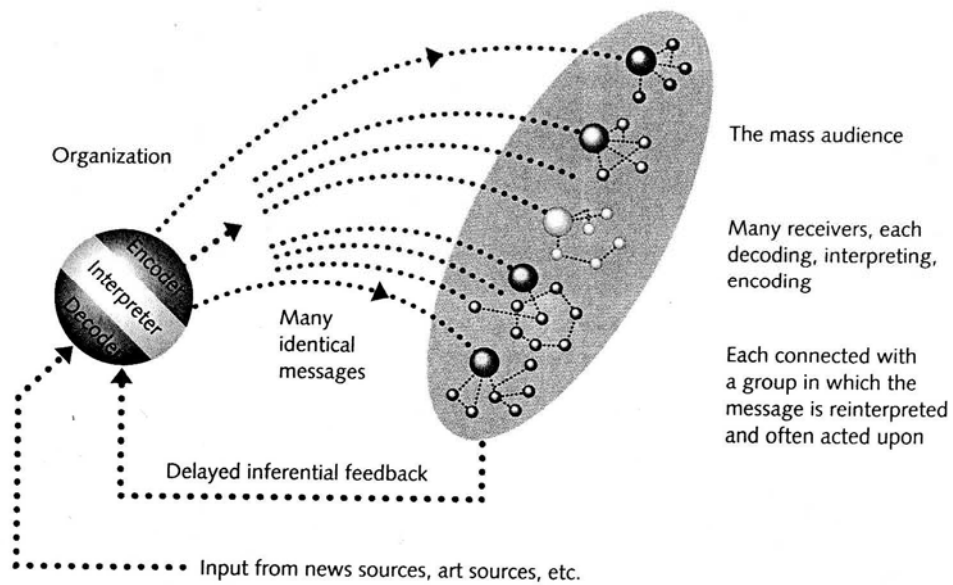 Organization
Encoder
Interpreter
Decoder
Many
identical
messages
The mass audience
Many receivers, each
decoding, interpreting,
encoding
Each connected with
a group in which the
message is reinterpreted
and often acted upon
Delayed inferential feedback
Input from news sources, art sources, etc.